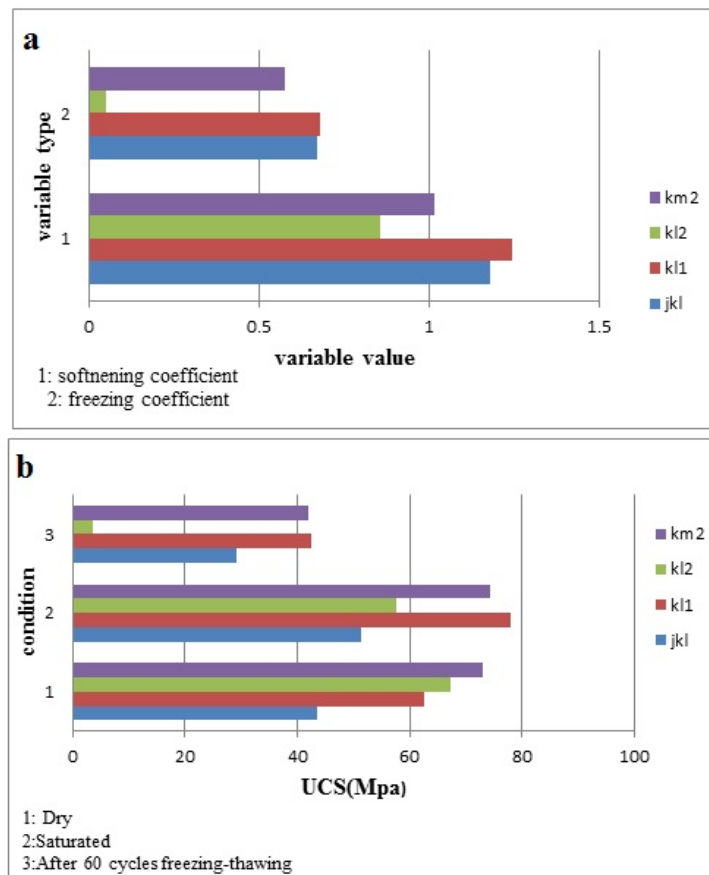 a
variable type
2
1
0
0.5
1
1.5
variable value
km2
kl2
kl1
jkl
1: softnening coefficient
2: freezing coefficient
b
condition
3
2
1
0
20
40
60
80
100
UCS(Mpa)
km2
kl2
kl1
jkl
1: Dry
2:Saturated
3:After 60 cycles freezing-thawing